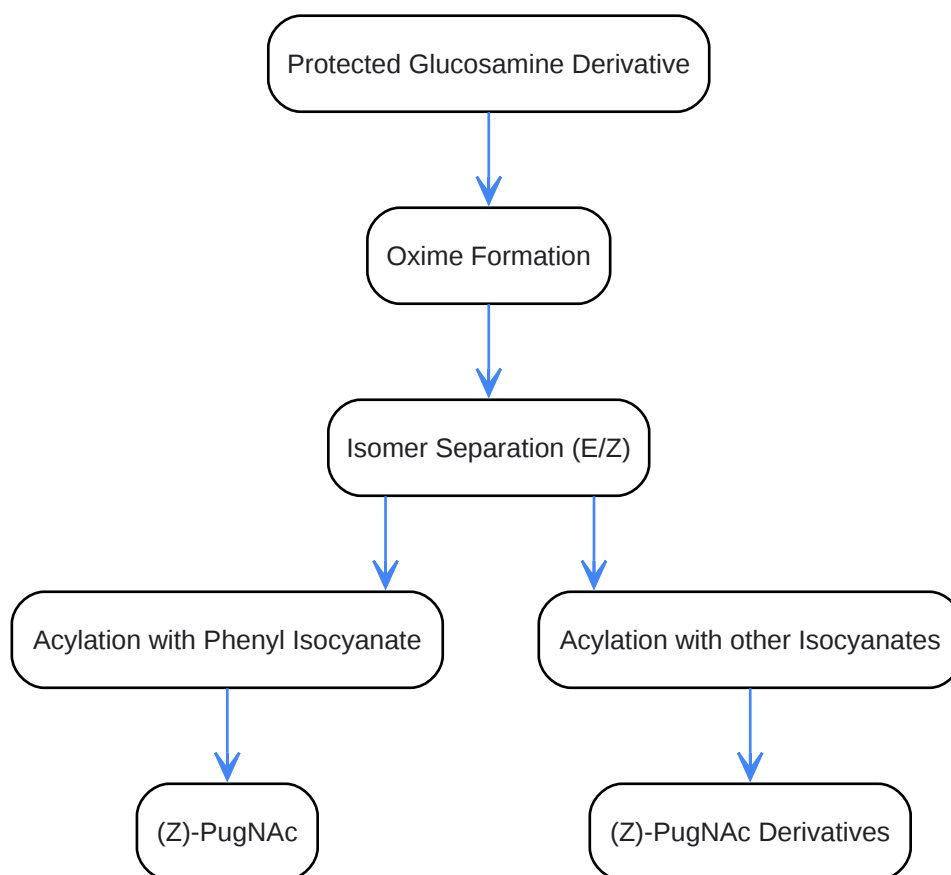 Protected Glucosamine Derivative
Oxime Formation
Isomer Separation (E/Z)
Acylation with Phenyl Isocyanate
Acylation with other Isocyanates
(Z)-PugNAc
(Z)-PugNAc Derivatives